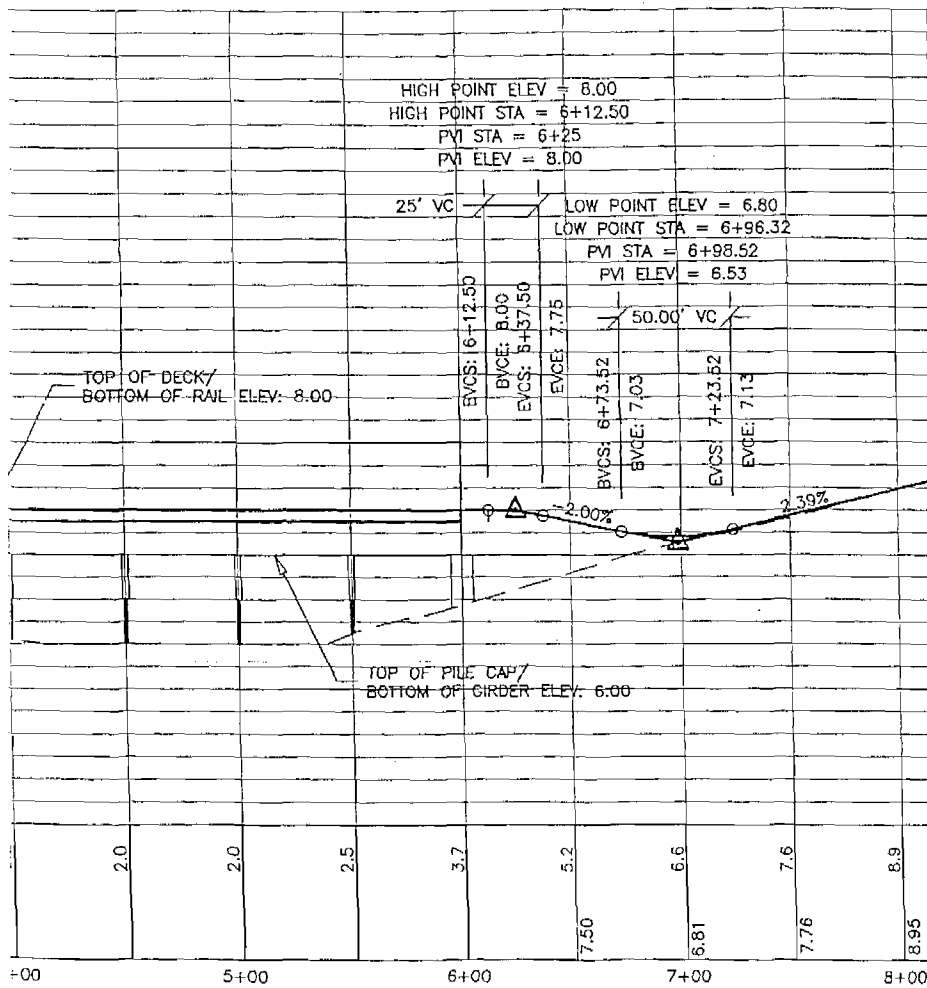 HIGH POINT ELEV = 8.00
HIGH POINT STA = 6+12.50
PVI STA = 6+25
PVI ELEV = 8.00
25' VC
LOW POINT ELEV = 6.80
LOW POINT STA = 6+96.32
PVI STA = 6+98.52
PVI ELEV = 6.53
50.00' VC
BVCS: 6+12.50
BVCE: 8.00
EVCS: 6+37.50
EVCE: 7.75
BVCS: 6+73.52
BVCE: 7.03
EVCS: 7+23.52
EVCE: 7.13
TOP OF DECK/
BOTTOM OF RAIL ELEV: 8.00
-2.00%
2.39%
TOP OF PILE CAP/
BOTTOM OF GIRDER ELEV: 6.00
2.0
2.0
2.5
3.7
5.2
6.6
7.6
8.9
7.50
6.81
7.76
8.95
+00
5+00
6+00
7+00
8+00